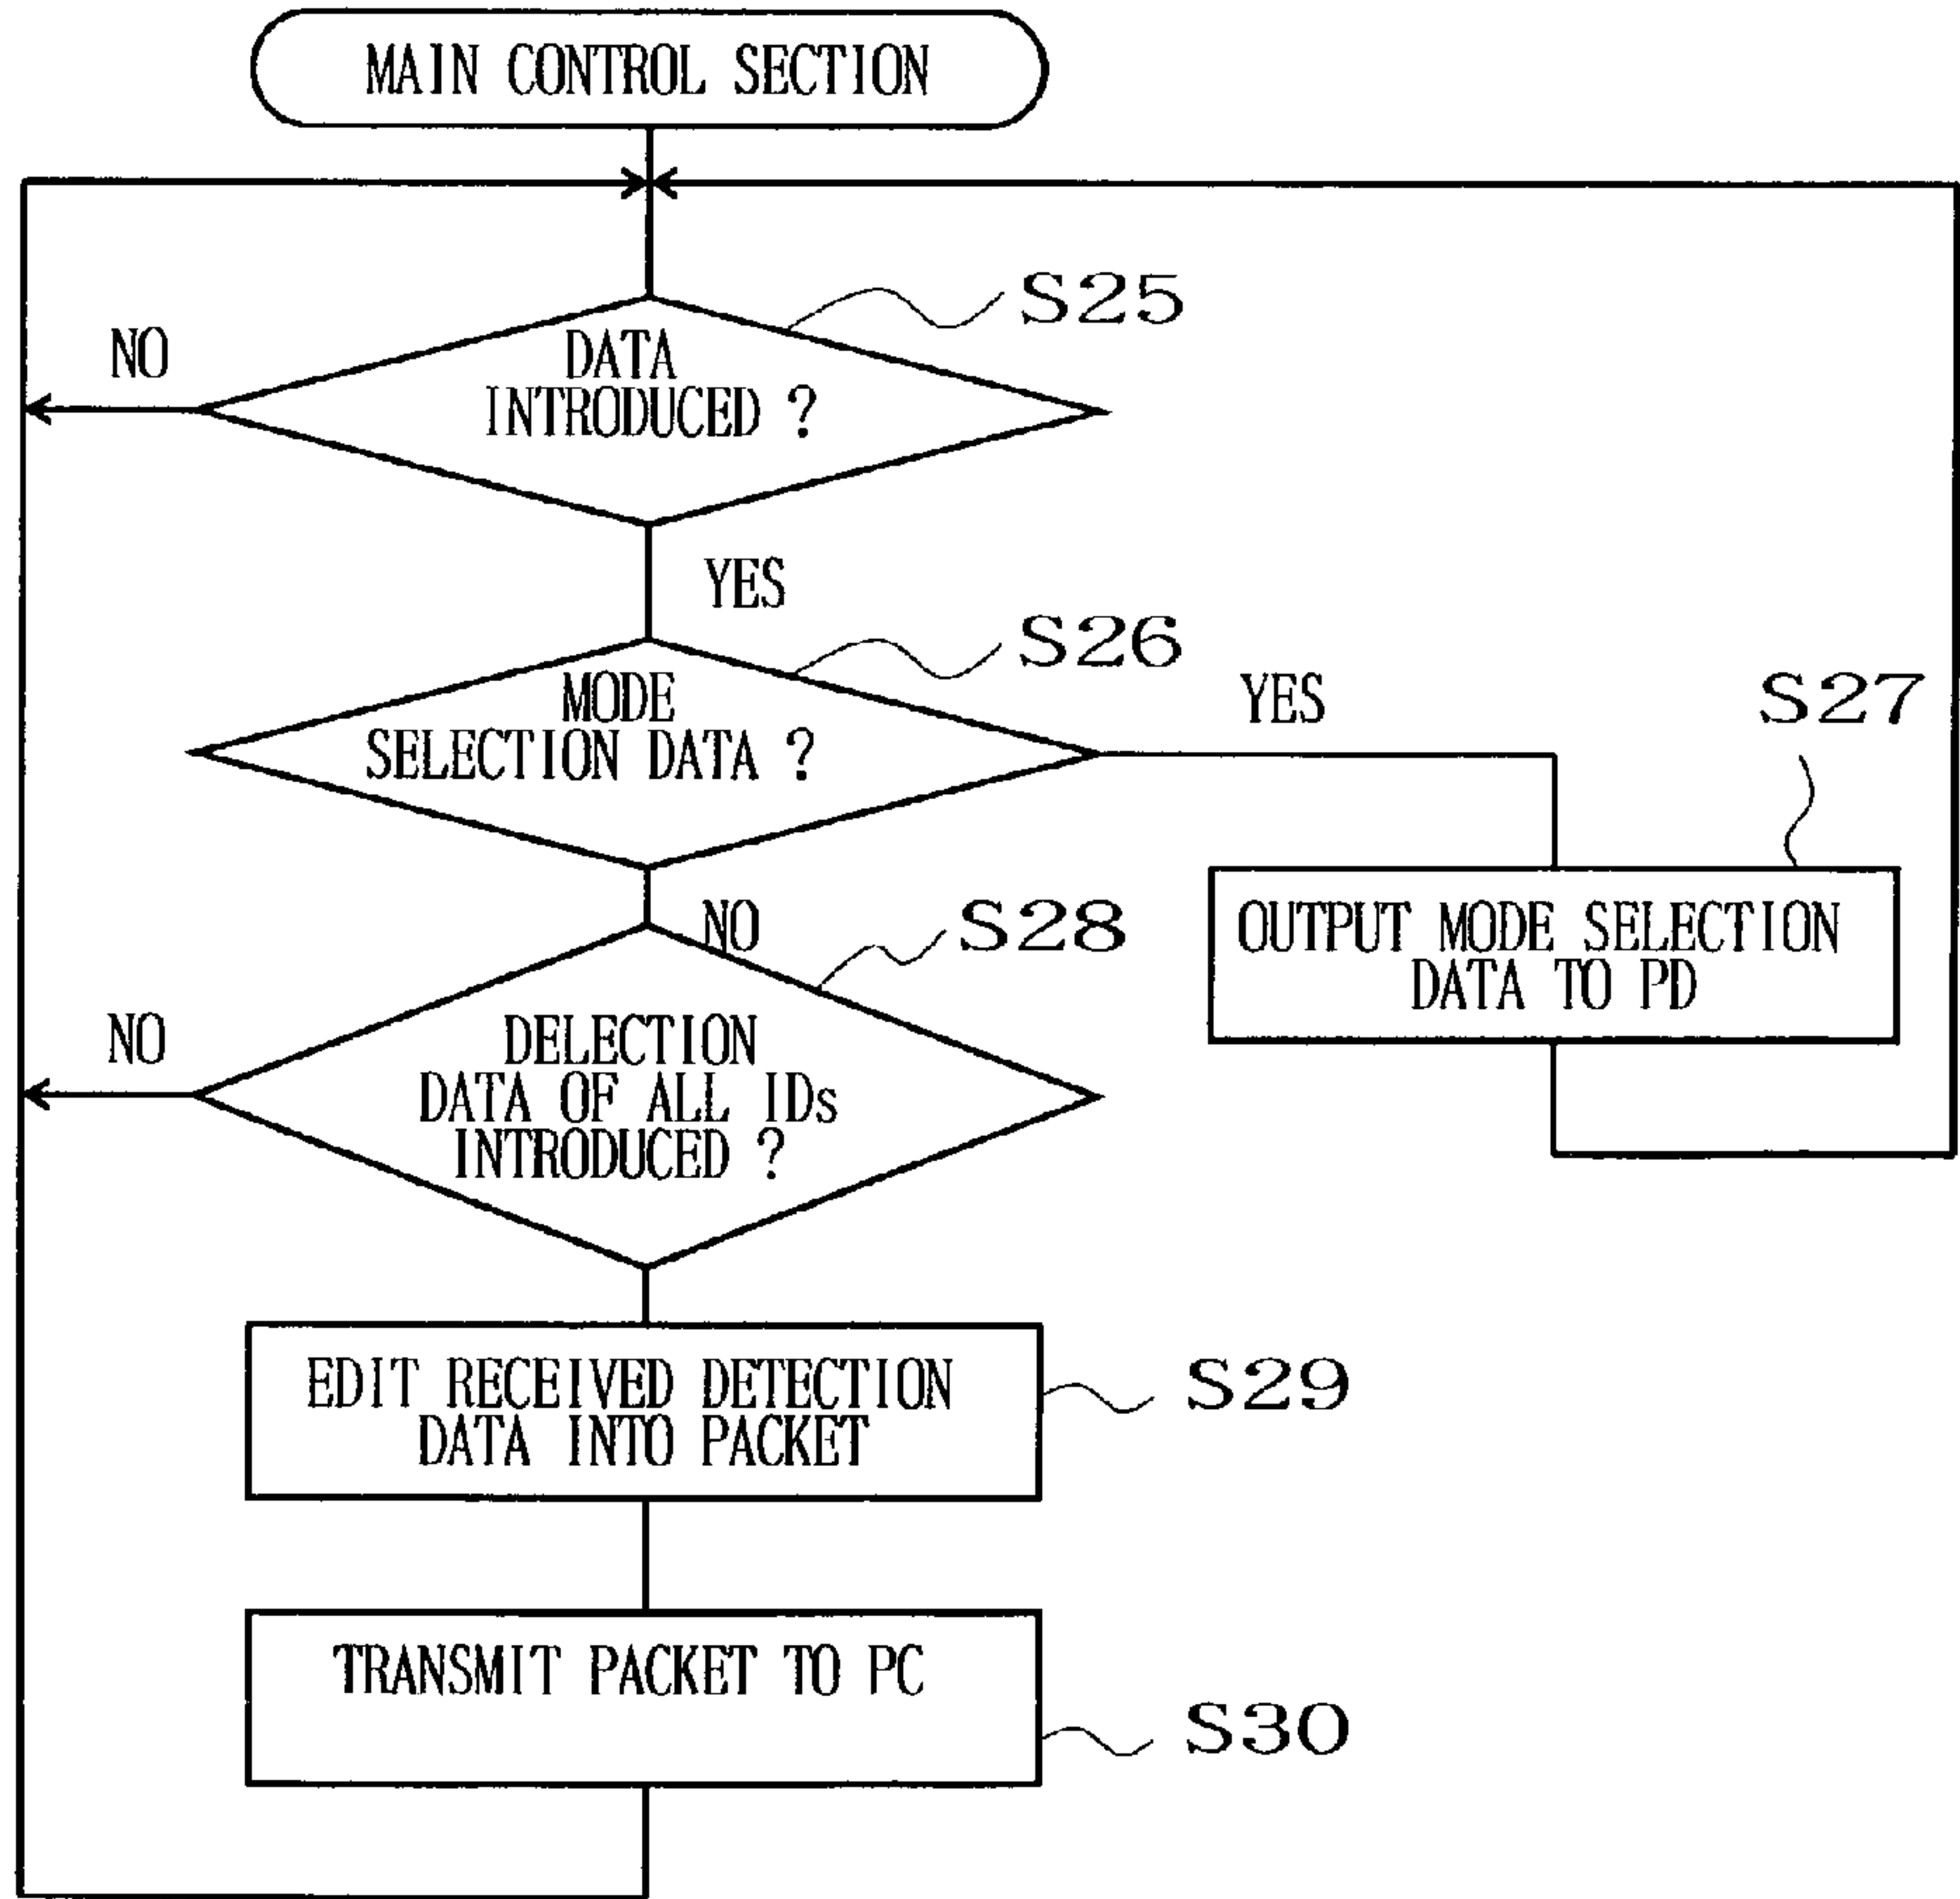 MAIN CONTROL SECTION
S25
NO
DATA
INTRODUCED ?
YES
S26
MODE
SELECTION DATA ?
YES
S27
NO
S28
OUTPUT MODE SELECTION
DATA TO PD
NO
DELECTION
DATA OF ALL IDs
INTRODUCED ?
EDIT RECEIVED DETECTION
DATA INTO PACKET
S29
TRANSMIT PACKET TO PC
S30